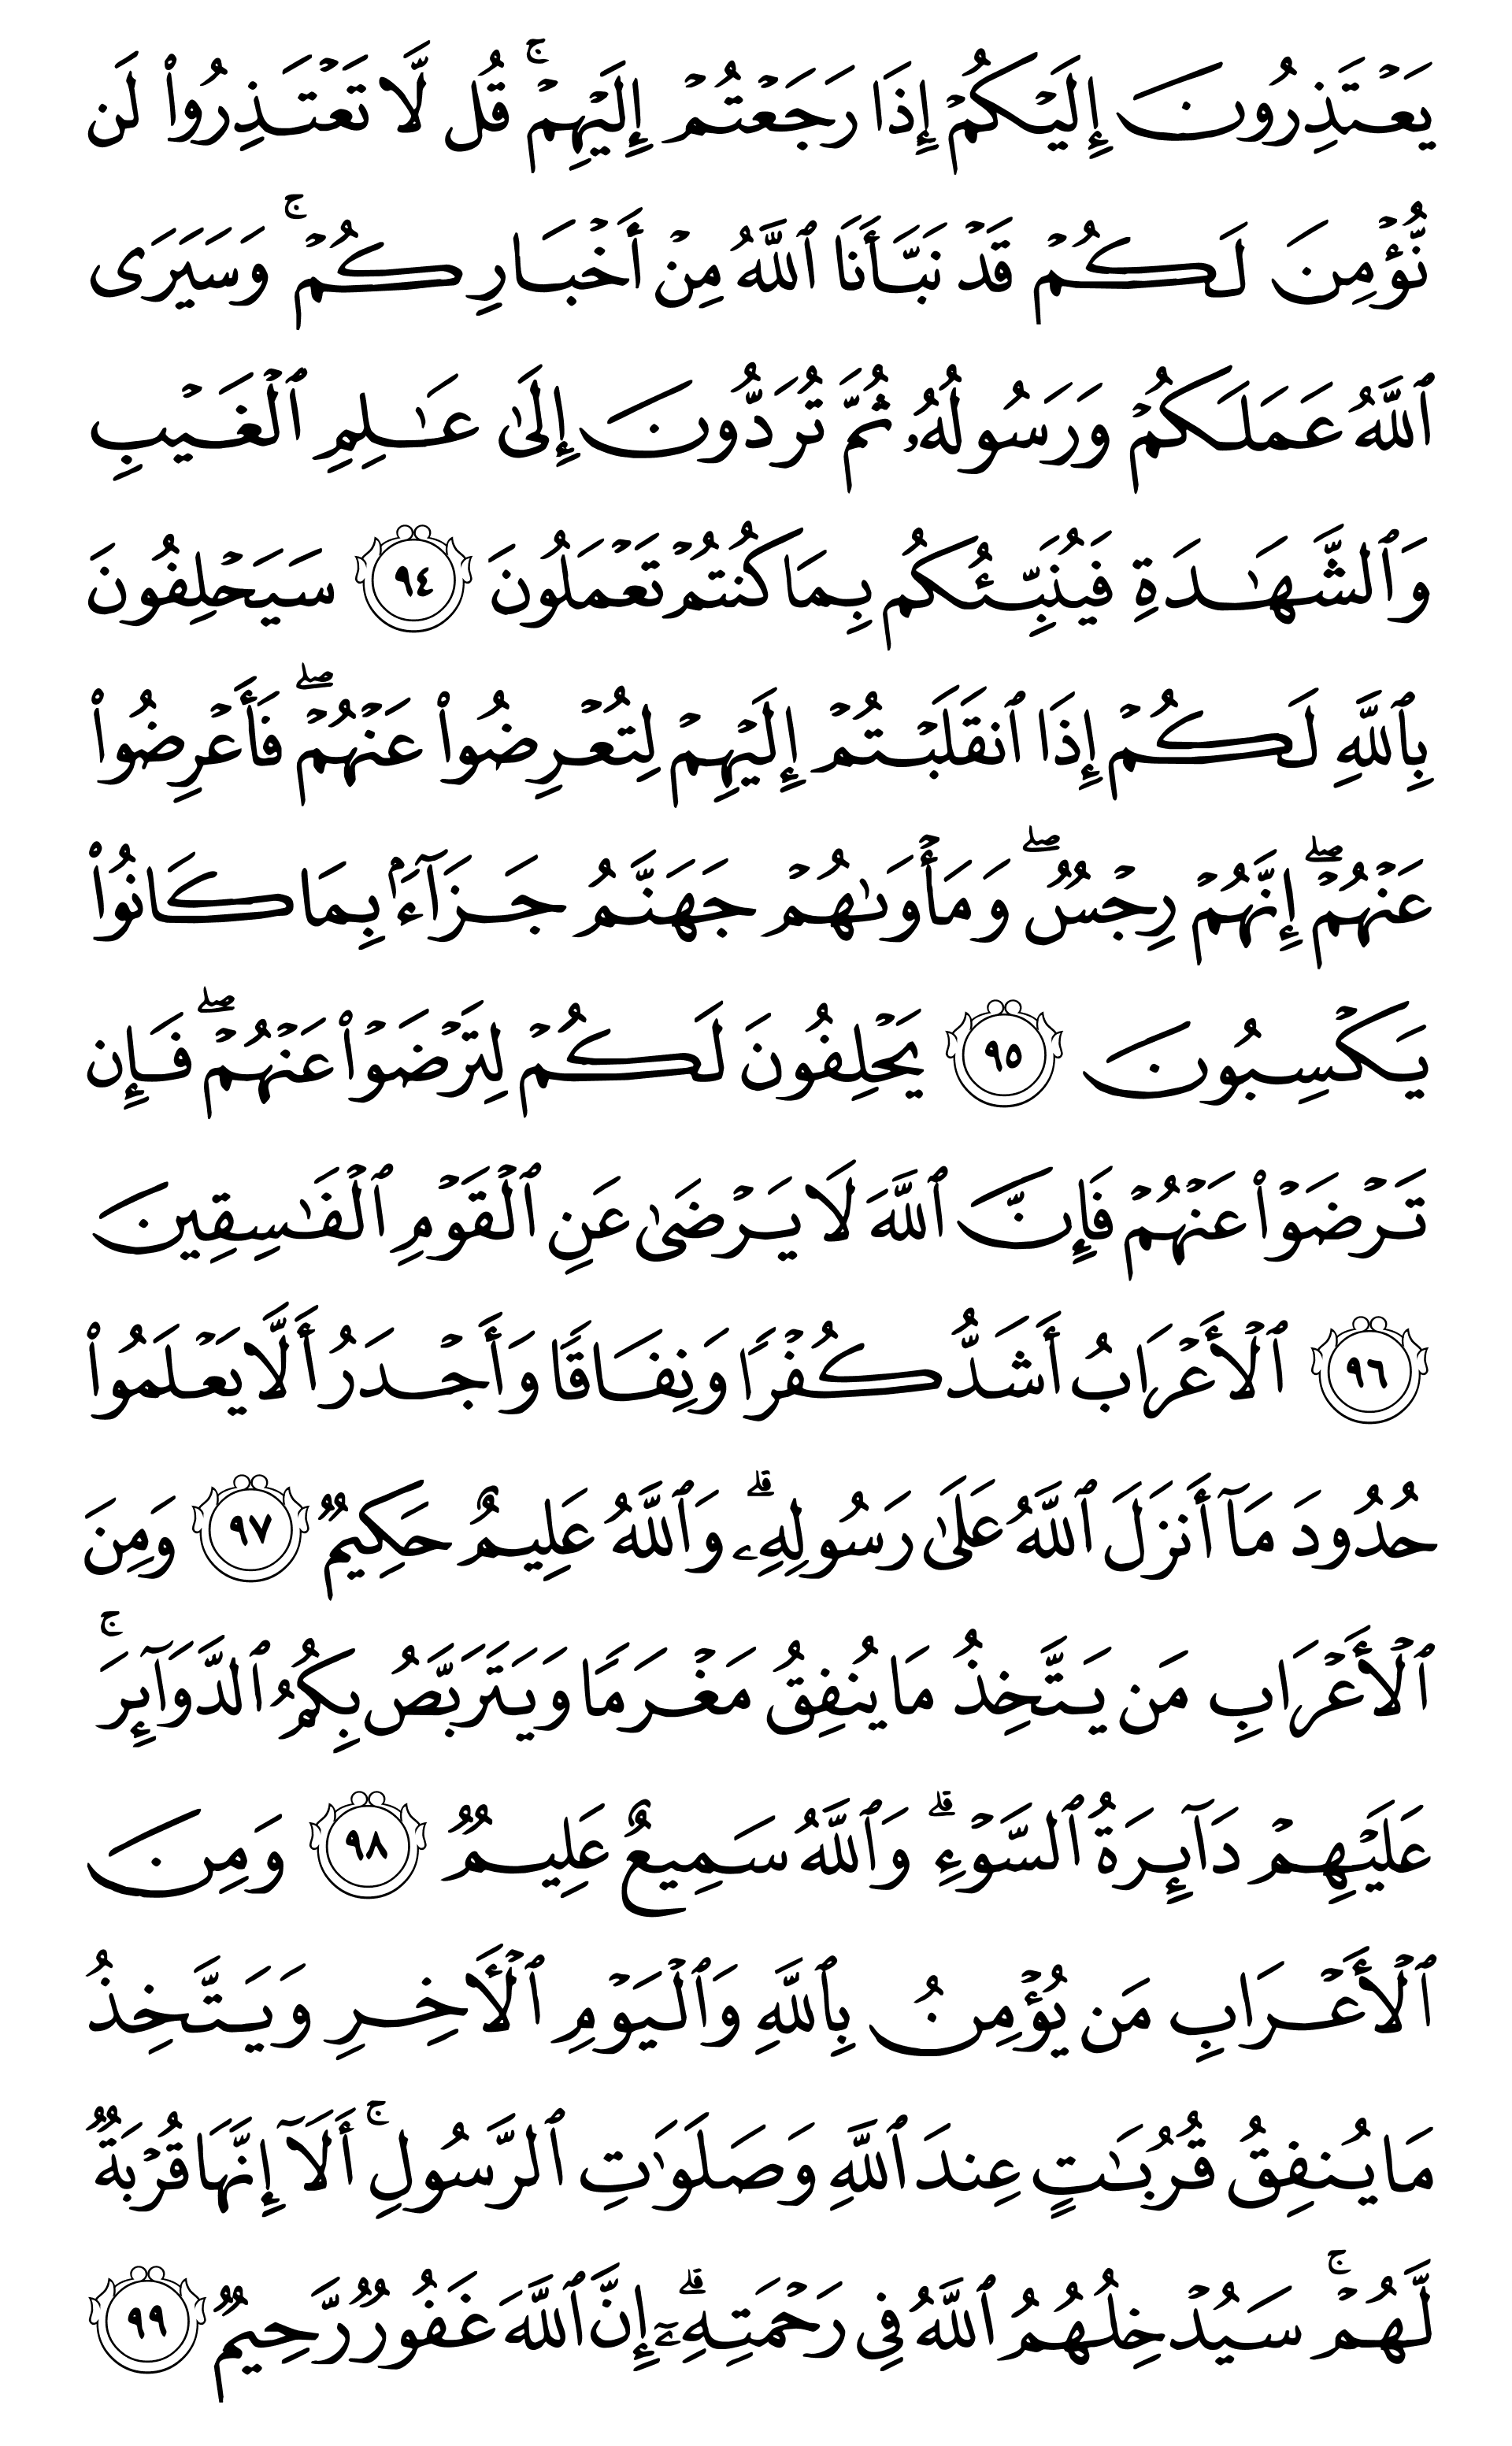 يَعۡتَذِرُونَ إِلَيۡكُمۡ إِذَا رَجَعۡتُمۡ إِلَيۡهِمۡۚ قُل لَّا تَعۡتَذِرُواْ لَن
نُّؤۡمِنَ لَكُمۡ قَدۡ نَبَّأَنَا ٱللَّهُ مِنۡ أَخۡبَارِكُمۡۚ وَسَيَرَى
ٱللَّهُ عَمَلَكُمۡ وَرَسُولُهُۥ ثُمَّ تُرَدُّونَ إِلَىٰ عَٰلِمِ ٱلۡغَيۡبِ
وَٱلشَّهَٰدَةِ فَيُنَبِّئُكُم بِمَا كُنتُمۡ تَعۡمَلُونَ ٩٤ سَيَحۡلِفُونَ
بِٱللَّهِ لَكُمۡ إِذَا ٱنقَلَبۡتُمۡ إِلَيۡهِمۡ لِتُعۡرِضُواْ عَنۡهُمۡۖ فَأَعۡرِضُواْ
عَنۡهُمۡۖ إِنَّهُمۡ رِجۡسٞۖ وَمَأۡوَىٰهُمۡ جَهَنَّمُ جَزَآءَۢ بِمَا كَانُواْ
يَكۡسِبُونَ ٩٥ يَحۡلِفُونَ لَكُمۡ لِتَرۡضَوۡاْ عَنۡهُمۡۖ فَإِن
تَرۡضَوۡاْ عَنۡهُمۡ فَإِنَّ ٱللَّهَ لَا يَرۡضَىٰ عَنِ ٱلۡقَوۡمِ ٱلۡفَٰسِقِينَ
٩٦ ٱلۡأَعۡرَابُ أَشَدُّ كُفۡرٗا وَنِفَاقٗا وَأَجۡدَرُ أَلَّا يَعۡلَمُواْ
حُدُودَ مَآ أَنزَلَ ٱللَّهُ عَلَىٰ رَسُولِهِۦۗ وَٱللَّهُ عَلِيمٌ حَكِيمٞ ٩٧ وَمِنَ
ٱلۡأَعۡرَابِ مَن يَتَّخِذُ مَا يُنفِقُ مَغۡرَمٗا وَيَتَرَبَّصُ بِكُمُ ٱلدَّوَآئِرَۚ
عَلَيۡهِمۡ دَآئِرَةُ ٱلسَّوۡءِۗ وَٱللَّهُ سَمِيعٌ عَلِيمٞ ٩٨ وَمِنَ
ٱلۡأَعۡرَابِ مَن يُؤۡمِنُ بِٱللَّهِ وَٱلۡيَوۡمِ ٱلۡأٓخِرِ وَيَتَّخِذُ
مَا يُنفِقُ قُرُبَٰتٍ عِندَ ٱللَّهِ وَصَلَوَٰتِ ٱلرَّسُولِۚ أَلَآ إِنَّهَا قُرۡبَةٞ
لَّهُمۡۚ سَيُدۡخِلُهُمُ ٱللَّهُ فِي رَحۡمَتِهِۦٓۗ إِنَّ ٱللَّهَ غَفُورٞ رَّحِيمٞ ٩٩